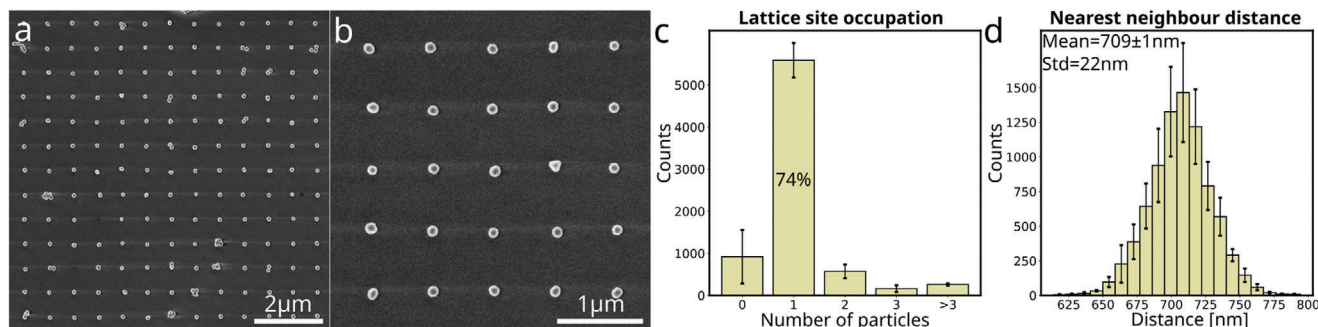 a
2μm
b
1μm
Lattice site occupation
c
Counts
5000
4000
3000
2000
1000
0
74%
0 1 2 3 >3
Number of particles
Nearest neighbour distance
d
Mean=709±1nm
Std=22nm
Counts
1500
1250
1000
750
500
250
0
625 650 675 700 725 750 775 800
Distance [nm]